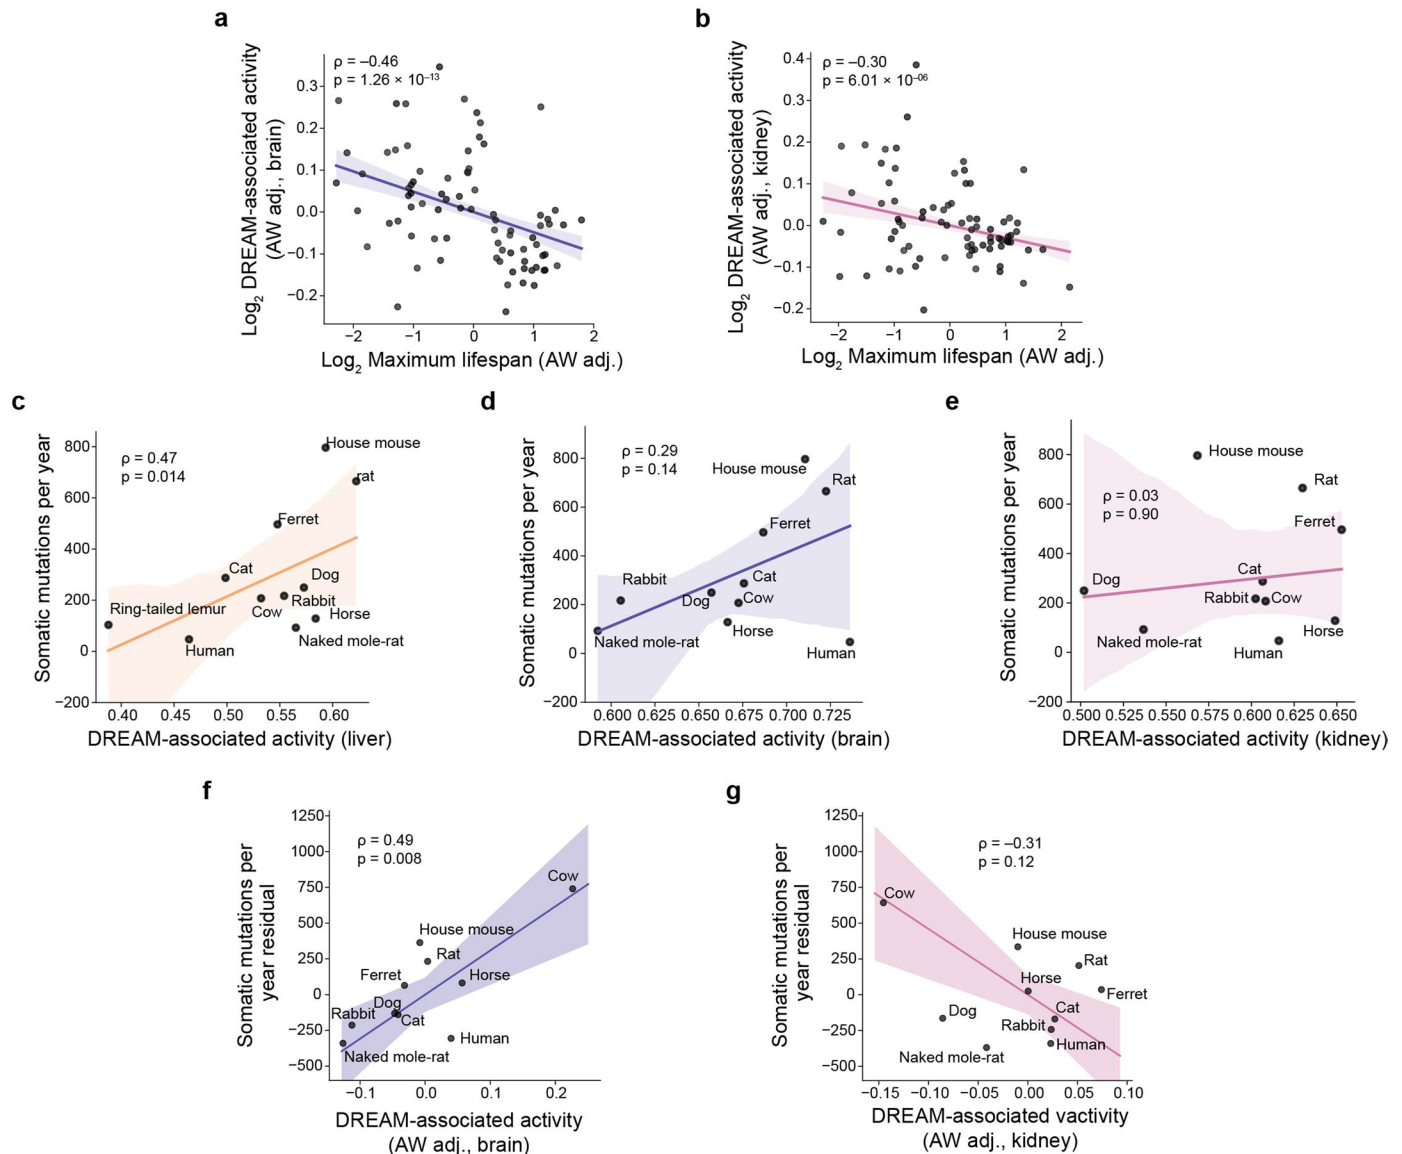 a
Log2 DREAM-associated activity
(AW adj., brain)
ρ = –0.46
p = 1.26 × 10–13
0.3
0.2
0.1
0.0
−0.1
−0.2
−2
−1
0
1
2
Log2 Maximum lifespan (AW adj.)
b
Log2 DREAM-associated activity
(AW adj., kidney)
ρ = –0.30
p = 6.01 × 10–06
0.4
0.3
0.2
0.1
0.0
−0.1
−0.2
−2
−1
0
1
2
Log2 Maximum lifespan (AW adj.)
c
Somatic mutations per year
ρ = 0.47
p = 0.014
800
600
400
200
0
−200
House mouse
rat
Ferret
Cat
Dog
Ring-tailed lemur
Rabbit
Cow
Horse
Human
Naked mole-rat
0.40
0.45
0.50
0.55
0.60
DREAM-associated activity (liver)
d
Somatic mutations per year
ρ = 0.29
p = 0.14
800
600
400
200
0
−200
House mouse
Rat
Ferret
Rabbit
Cat
Dog
Cow
Horse
Naked mole-rat
Human
0.600
0.625
0.650
0.675
0.700
0.725
DREAM-associated activity (brain)
e
Somatic mutations per year
ρ = 0.03
p = 0.90
800
600
400
200
0
−200
House mouse
Rat
Ferret
Cat
Dog
Rabbit
Cow
Naked mole-rat
Human
Horse
0.500
0.525
0.550
0.575
0.600
0.625
0.650
DREAM-associated activity (kidney)
f
Somatic mutations per
year residual
ρ = 0.49
p = 0.008
1250
1000
750
500
250
0
−250
−500
Cow
House mouse
Rat
Ferret
Horse
Dog
Rabbit
Cat
Human
Naked mole-rat
−0.1
0.0
0.1
0.2
DREAM-associated activity
(AW adj., brain)
g
Somatic mutations per
year residual
ρ = –0.31
p = 0.12
1250
1000
750
500
250
0
−250
−500
Cow
House mouse
Rat
Horse
Ferret
Dog
Cat
Rabbit
Human
Naked mole-rat
−0.15
−0.10
−0.05
0.00
0.05
0.10
DREAM-associated vactivity
(AW adj., kidney)